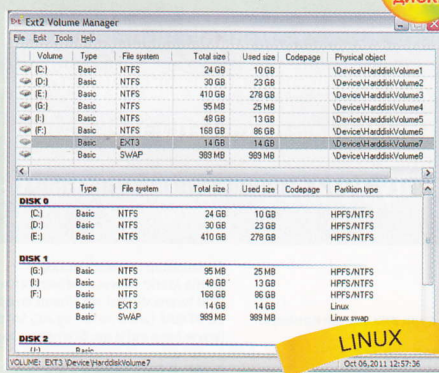 ДИСК
Ext2 Volume Manager
File Edit Tools Help
Volume Type File system Total size Used size Codepage Physical object
(C:) Basic NTFS 24 GB 10 GB \Device\HarddiskVolume1
(D:) Basic NTFS 30 GB 23 GB \Device\HarddiskVolume2
(E:) Basic NTFS 410 GB 278 GB \Device\HarddiskVolume3
(G:) Basic NTFS 95 MB 25 MB \Device\HarddiskVolume4
(I:) Basic NTFS 48 GB 13 GB \Device\HarddiskVolume5
(F:) Basic NTFS 168 GB 86 GB \Device\HarddiskVolume6
Basic EXT3 14 GB 14 GB \Device\HarddiskVolume7
Basic SWAP 989 MB 989 MB \Device\HarddiskVolume8
Type File system Total size Used size Codepage Partition type
DISK 0
(C:) Basic NTFS 24 GB 10 GB HPFS/NTFS
(D:) Basic NTFS 30 GB 23 GB HPFS/NTFS
(E:) Basic NTFS 410 GB 278 GB HPFS/NTFS
DISK 1
(G:) Basic NTFS 95 MB 25 MB HPFS/NTFS
(I:) Basic NTFS 48 GB 13 GB HPFS/NTFS
(F:) Basic NTFS 168 GB 86 GB HPFS/NTFS
Basic EXT3 14 GB 14 GB Linux
Basic SWAP 989 MB 989 MB Linux swap
DISK 2
Basic
LINUX
VOLUME: EXT3 \Device\HarddiskVolume7 Oct 06,2011 12:57:36